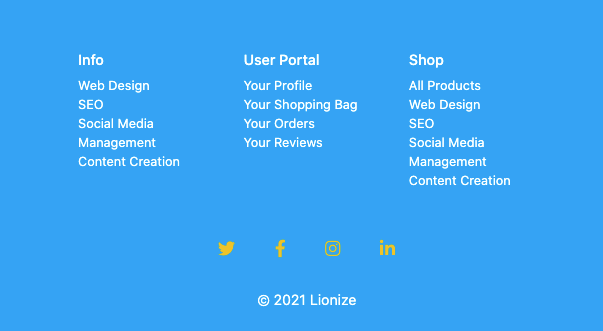 Info
Web Design
SEO
Social Media
Management
Content Creation
User Portal
Your Profile
Your Shopping Bag
Your Orders
Your Reviews
Shop
All Products
Web Design
SEO
Social Media
Management
Content Creation
© 2021 Lionize